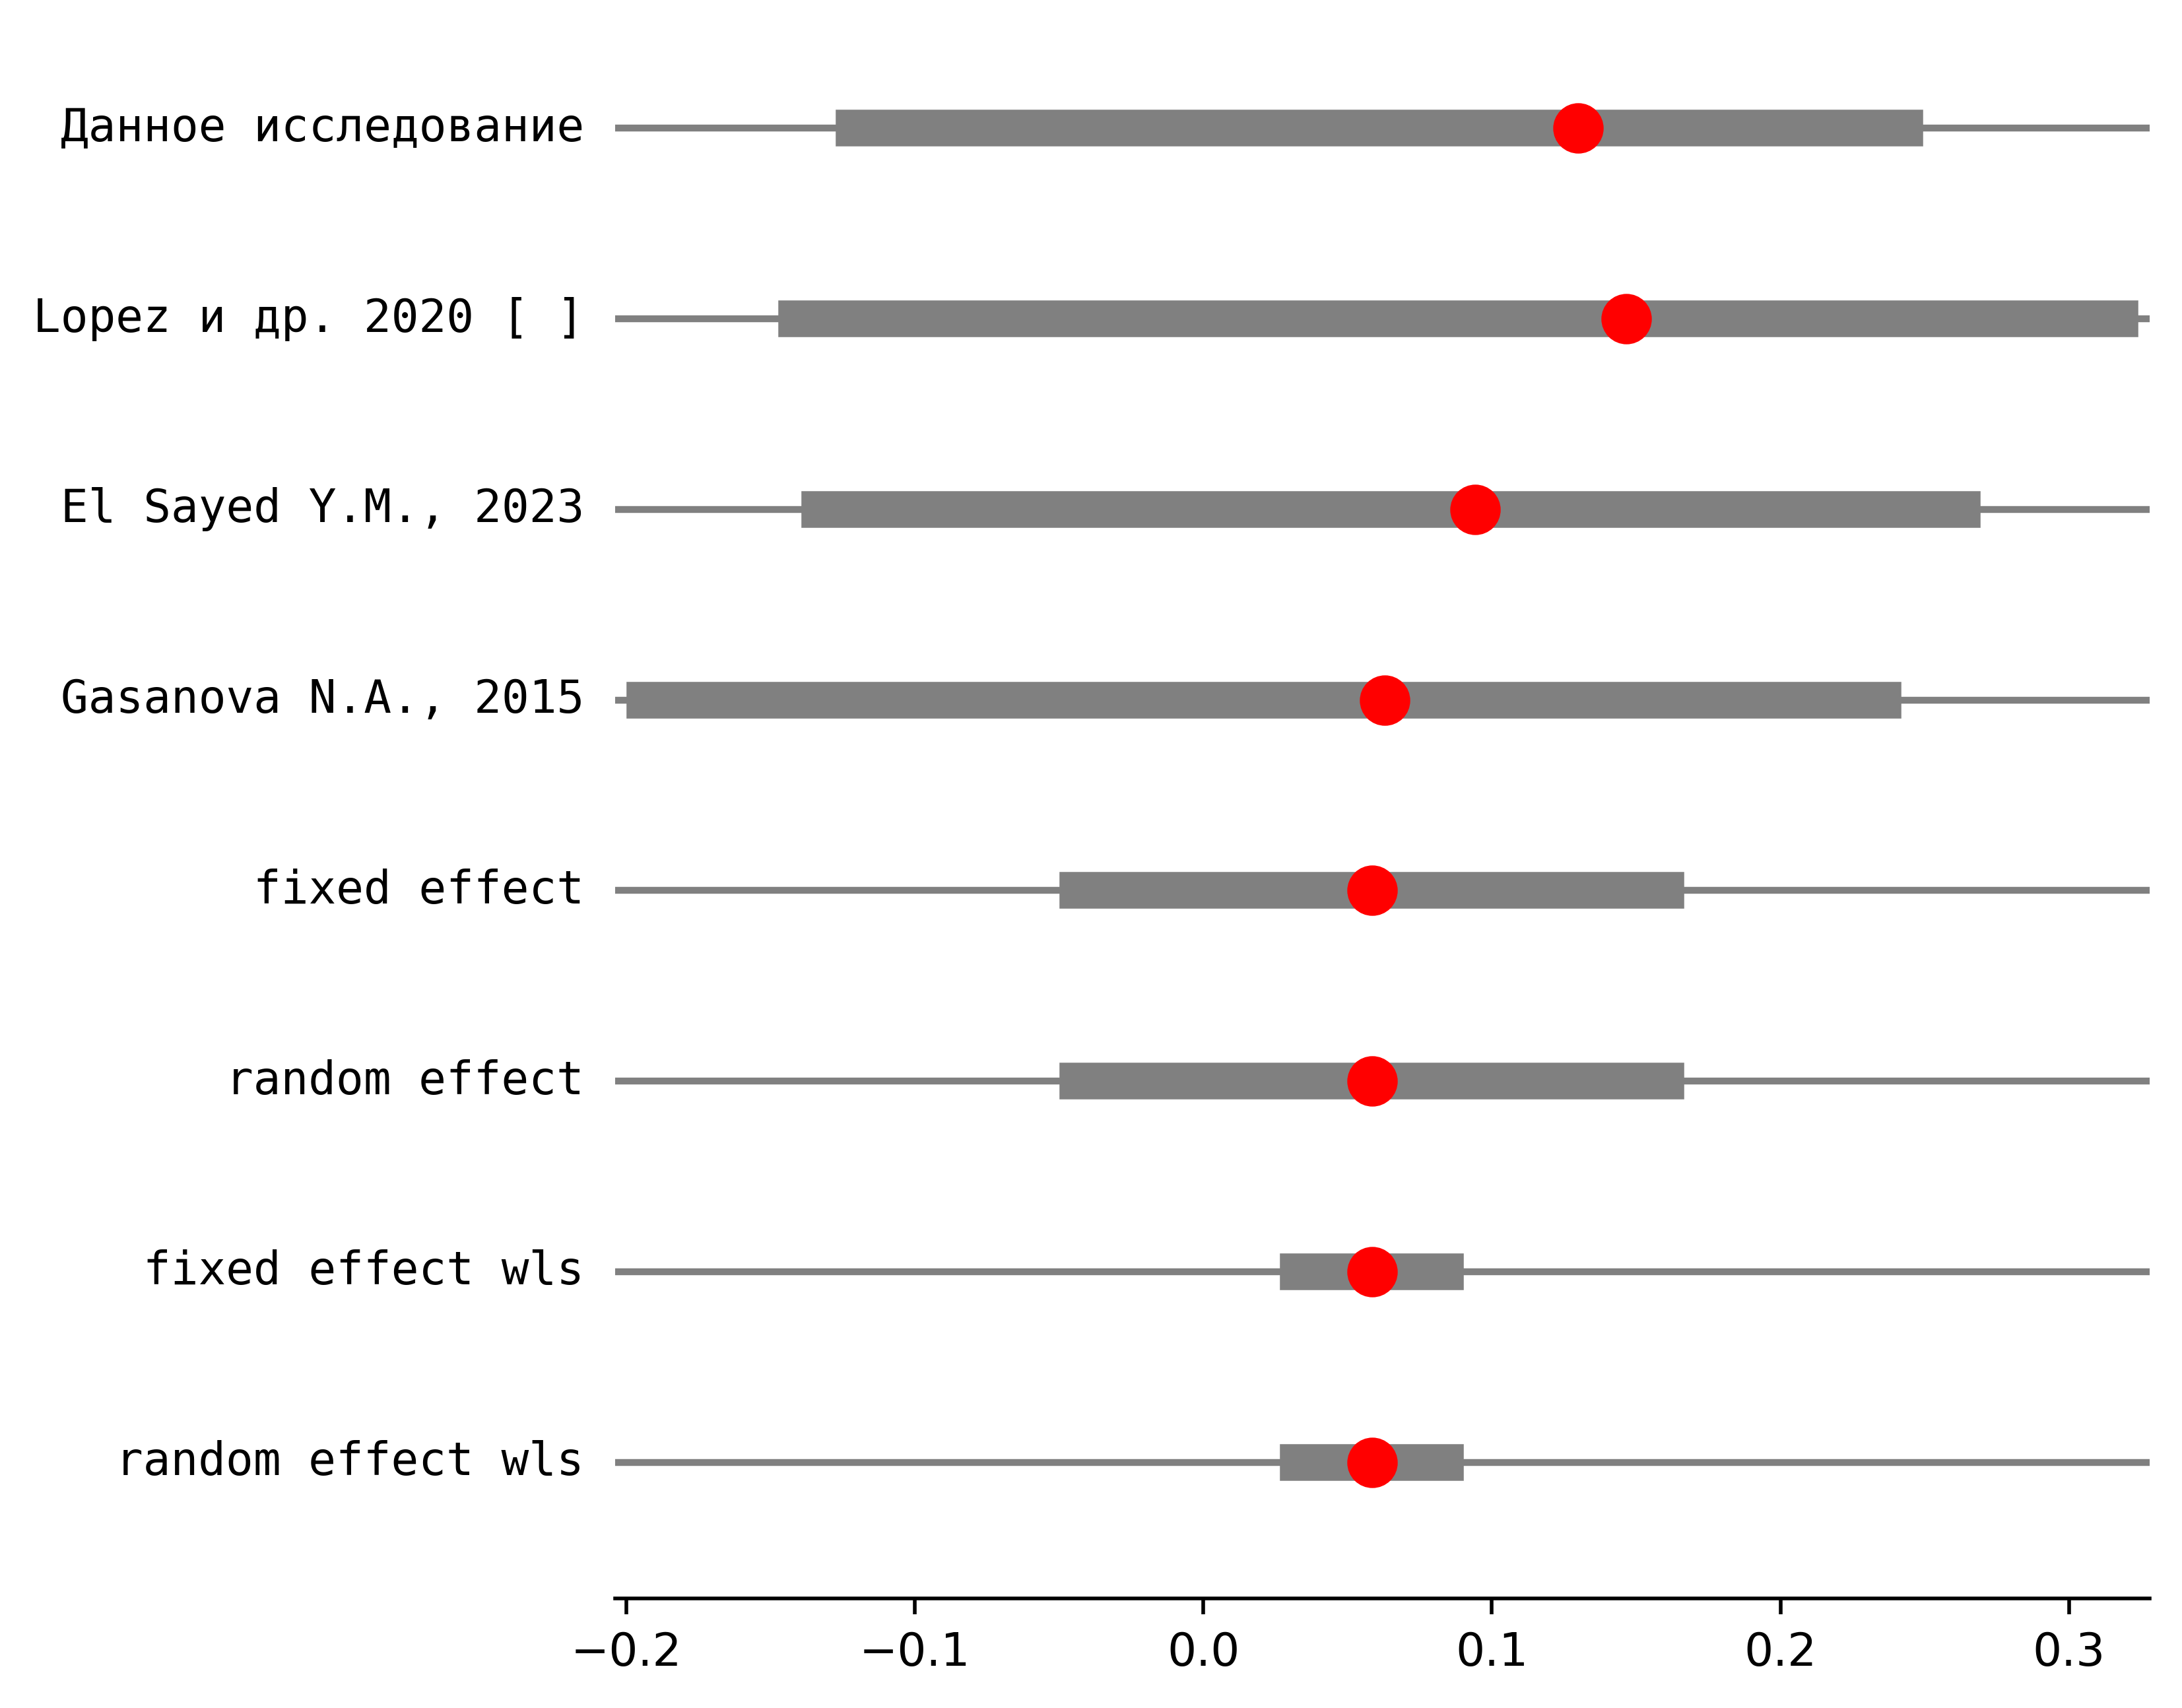 Данное исследование
Lopez и др. 2020 [ ]
El Sayed Y.M., 2023
Gasanova N.A., 2015
fixed effect
random effect
fixed effect wls
random effect wls
−0.2 −0.1 0.0 0.1 0.2 0.3